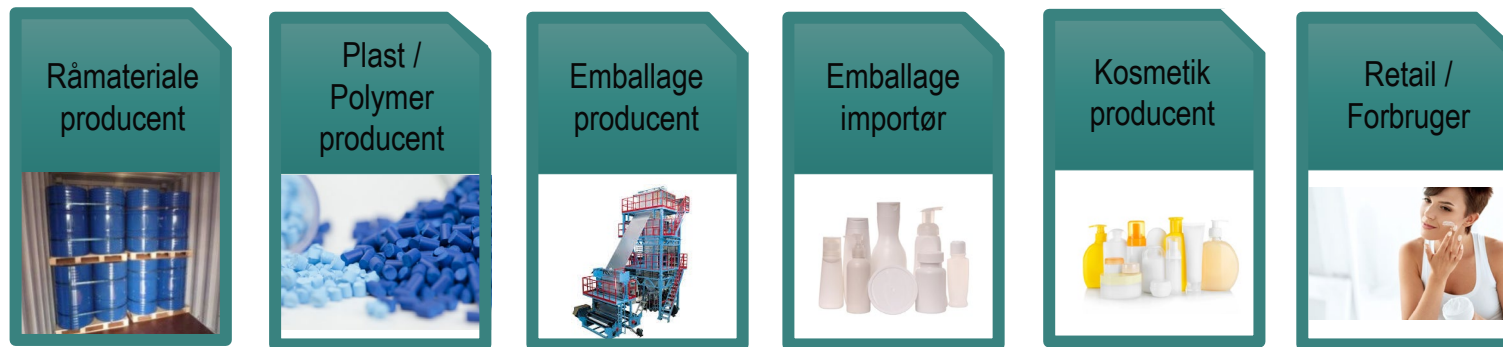 Råmateriale
producent
Plast /
Polymer
producent
Emballage
producent
Emballage
importør
Kosmetik
producent
Retail /
Forbruger